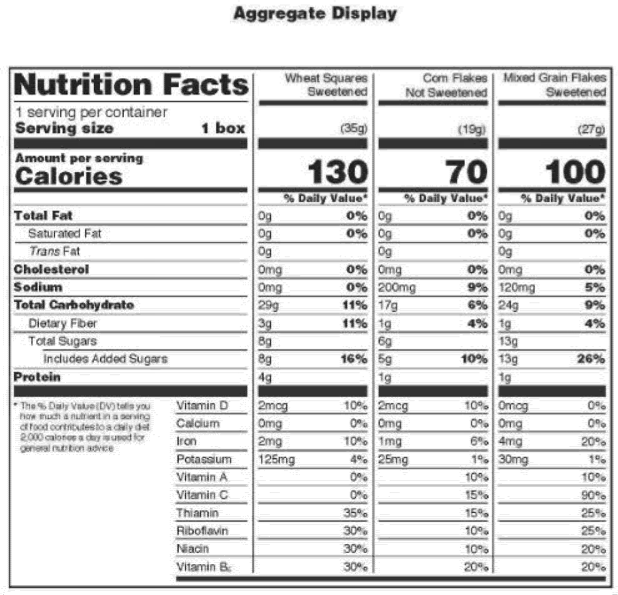 Aggregate Display
Nutrition Facts
Wheat Squares Sweetened
Corn Flakes Not Sweetened
Mixed Grain Flakes Sweetened
1 serving per container
Serving size 1 box (35g) (19g) (27g)
Amount per serving
Calories 130 70 100
% Daily Value* % Daily Value* % Daily Value*
Total Fat 0g 0% 0g 0% 0g 0%
Saturated Fat 0g 0% 0g 0% 0g 0%
Trans Fat 0g 0g 0g
Cholesterol 0mg 0% 0mg 0% 0mg 0%
Sodium 0mg 0% 200mg 9% 120mg 5%
Total Carbohydrate 29g 11% 17g 6% 24g 9%
Dietary Fiber 3g 11% 1g 4% 1g 4%
Total Sugars 8g 6g 13g
Includes Added Sugars 8g 16% 5g 10% 13g 26%
Protein 4g 1g 1g
* The % Daily Value (DV) tells you
how much a nutrient in a serving
of food contributes to a daily diet
2,000 calories a day is used for
general nutrition advice
Vitamin D 2mcg 10% 2mcg 10% 0mcg 0%
Calcium 0mg 0% 0mg 0% 0mg 0%
Iron 2mg 10% 1mg 6% 4mg 20%
Potassium 125mg 4% 25mg 1% 30mg 1%
Vitamin A 0% 10% 10%
Vitamin C 0% 15% 90%
Thiamin 35% 15% 25%
Riboflavin 30% 10% 25%
Niacin 30% 10% 20%
Vitamin B₆ 30% 20% 20%